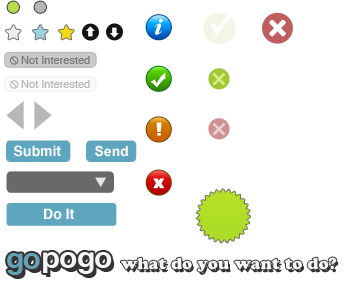 Not Interested
Not Interested
Submit Send
Do It
gopogo what do you want to do?